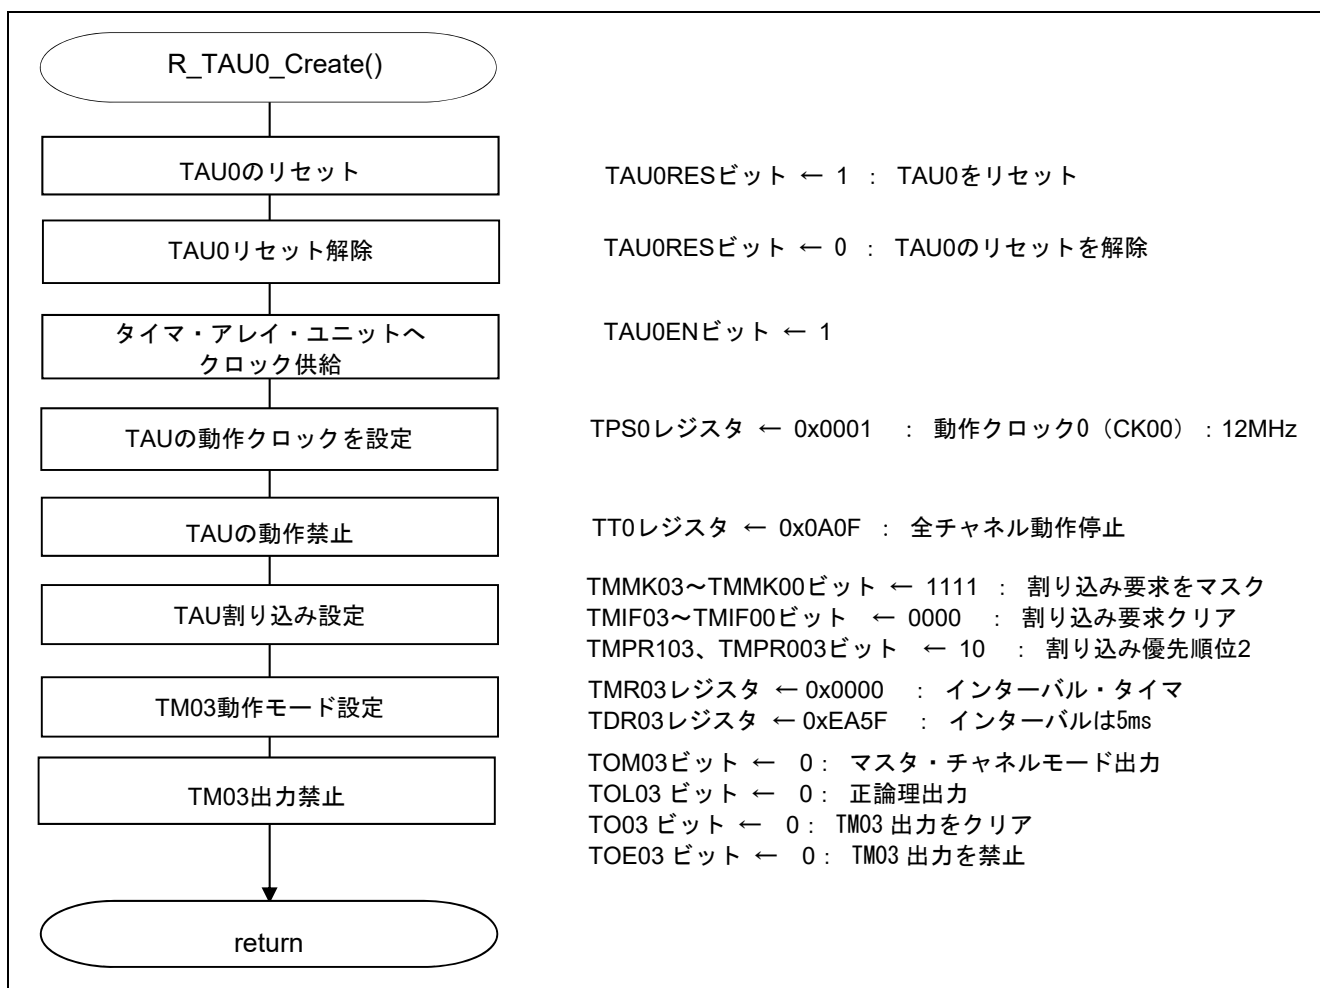 R_TAU0_Create()
TAU0のリセット
TAU0RESビット ← 1 : TAU0をリセット
TAU0リセット解除
TAU0RESビット ← 0 : TAU0のリセットを解除
タイマ・アレイ・ユニットへ
クロック供給
TAU0ENビット ← 1
TAUの動作クロックを設定
TPS0レジスタ ← 0x0001 : 動作クロック0（CK00）: 12MHz
TAUの動作禁止
TT0レジスタ ← 0x0A0F : 全チャネル動作停止
TAU割り込み設定
TMMK03～TMMK00ビット ← 1111 : 割り込み要求をマスク
TMIF03～TMIF00ビット ← 0000 : 割り込み要求クリア
TMPR103、TMPR003ビット ← 10 : 割り込み優先順位2
TM03動作モード設定
TMR03レジスタ ← 0x0000 : インターバル・タイマ
TDR03レジスタ ← 0xEA5F : インターバルは5ms
TM03出力禁止
TOM03ビット ← 0 : マスタ・チャネルモード出力
TOL03 ビット ← 0 : 正論理出力
TO03 ビット ← 0 : TM03 出力をクリア
TOE03 ビット ← 0 : TM03 出力を禁止
return